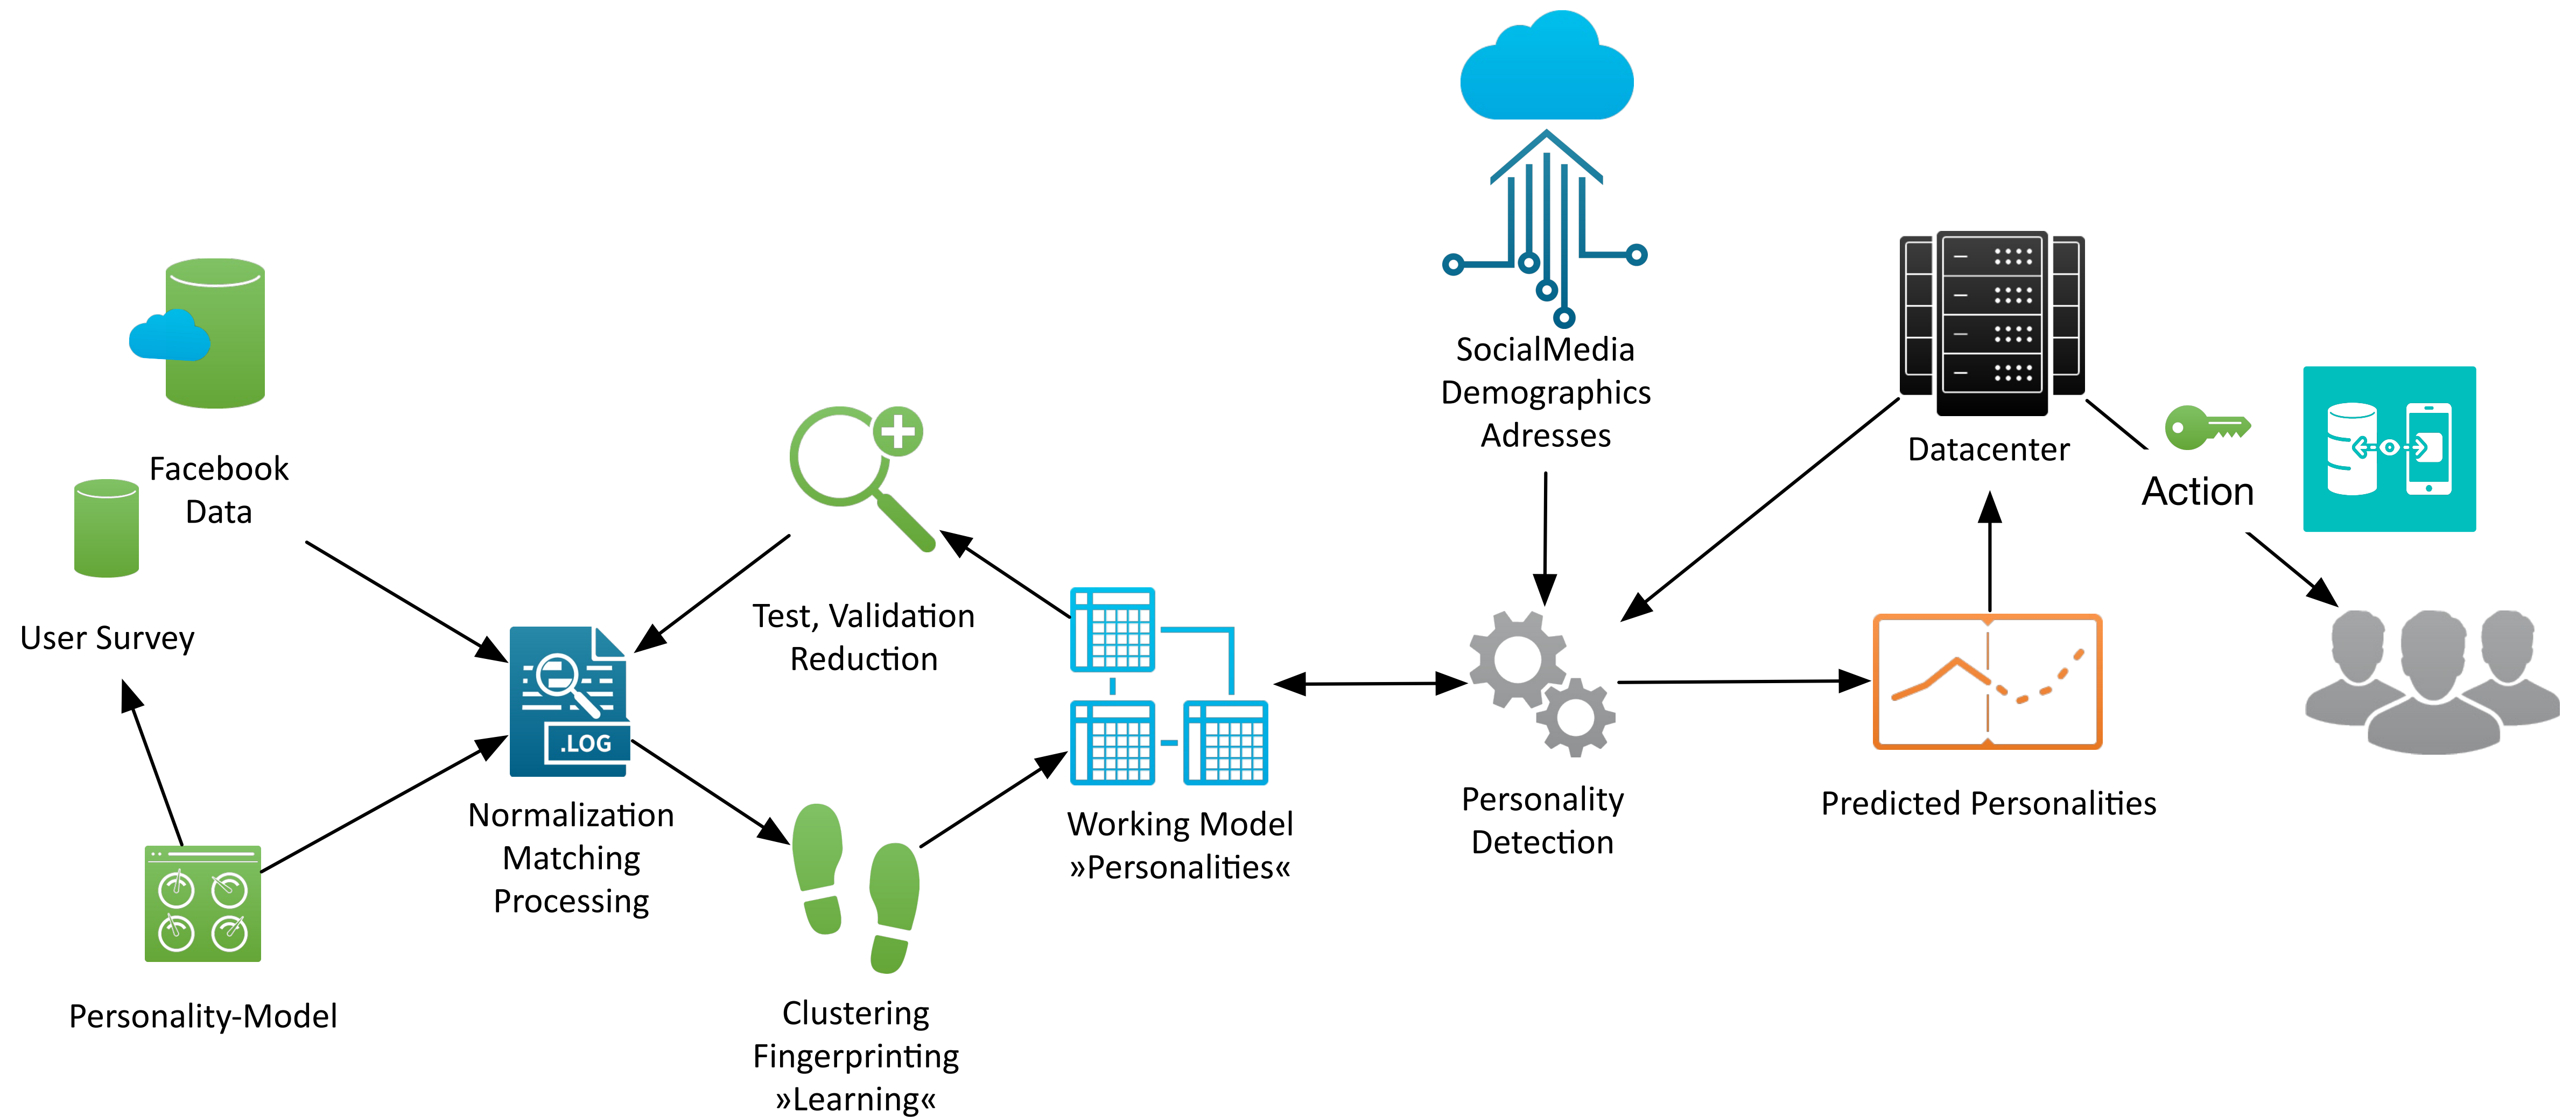 Facebook
Data
User Survey
Personality-Model
.LOG
Normalization
Matching
Processing
Test, Validation
Reduction
Clustering
Fingerprinting
»Learning«
Working Model
»Personalities«
SocialMedia
Demographics
Adresses
Personality
Detection
Datacenter
Predicted Personalities
Action